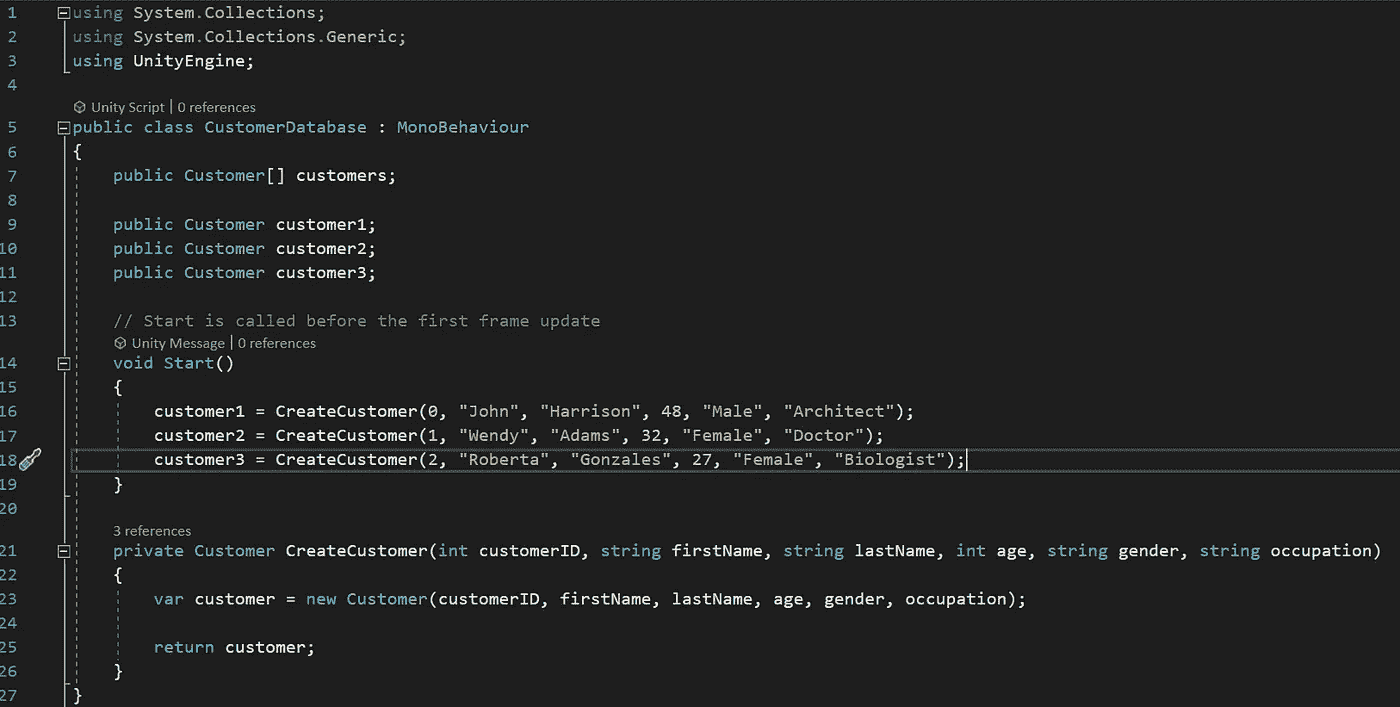 1 using System.Collections;
2 using System.Collections.Generic;
3 using UnityEngine;
4
Unity Script | 0 references
5 public class CustomerDatabase : MonoBehaviour
6 {
7 public Customer[] customers;
8
9 public Customer customer1;
10 public Customer customer2;
11 public Customer customer3;
12
13 // Start is called before the first frame update
Unity Message | 0 references
14 void Start()
15 {
16 customer1 = CreateCustomer(0, "John", "Harrison", 48, "Male", "Architect");
17 customer2 = CreateCustomer(1, "Wendy", "Adams", 32, "Female", "Doctor");
18 customer3 = CreateCustomer(2, "Roberta", "Gonzales", 27, "Female", "Biologist");
19 }
20
3 references
21 private Customer CreateCustomer(int customerID, string firstName, string lastName, int age, string gender, string occupation)
22 {
23 var customer = new Customer(customerID, firstName, lastName, age, gender, occupation);
24
25 return customer;
26 }
27 }